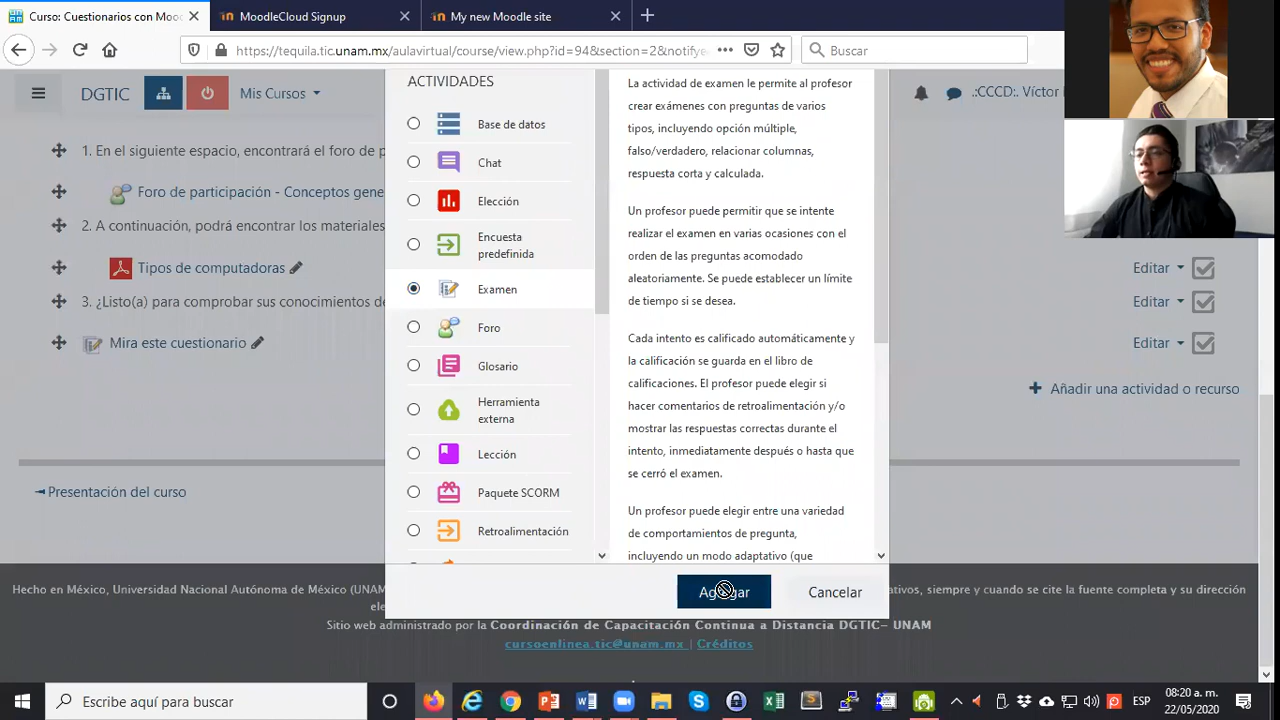 Curso: Cuestionarios con Moo
MoodleCloud Signup
My new Moodle site
https://tequila.tic.unam.mx/aulavirtual/course/view.php?id=94&section=2&notifye
Buscar
DGTIC
Mis Cursos
.:CCCD:. Víctor
ACTIVIDADES
Base de datos
Chat
Elección
Encuesta
predefinida
Examen
Foro
Glosario
Herramienta
externa
Lección
Paquete SCORM
Retroalimentación
La actividad de examen le permite al profesor
crear exámenes con preguntas de varios
tipos, incluyendo opción múltiple,
falso/verdadero, relacionar columnas,
respuesta corta y calculada.
Un profesor puede permitir que se intente
realizar el examen en varias ocasiones con el
orden de las preguntas acomodado
aleatoriamente. Se puede establecer un límite
de tiempo si se desea.
Cada intento es calificado automáticamente y
la calificación se guarda en el libro de
calificaciones. El profesor puede elegir si
hacer comentarios de retroalimentación y/o
mostrar las respuestas correctas durante el
intento, inmediatamente después o hasta que
se cerró el examen.
Un profesor puede elegir entre una variedad
de comportamientos de pregunta,
incluyendo un modo adaptativo (que
Agregar
Cancelar
1. En el siguiente espacio, encontrará el foro de p
Foro de participación - Conceptos gene
2. A continuación, podrá encontrar los materiales
Tipos de computadoras
Editar
3. ¿Listo(a) para comprobar sus conocimientos de
Editar
Mira este cuestionario
Editar
Añadir una actividad o recurso
Presentación del curso
Hecho en México, Universidad Nacional Autónoma de México (UNAM
ativos, siempre y cuando se cite la fuente completa y su dirección
ele
Sitio web administrado por la Coordinación de Capacitación Continua a Distancia DGTIC– UNAM
cursoenlinea.tic@unam.mx | Créditos
Escribe aquí para buscar
ESP
08:20 a. m.
22/05/2020